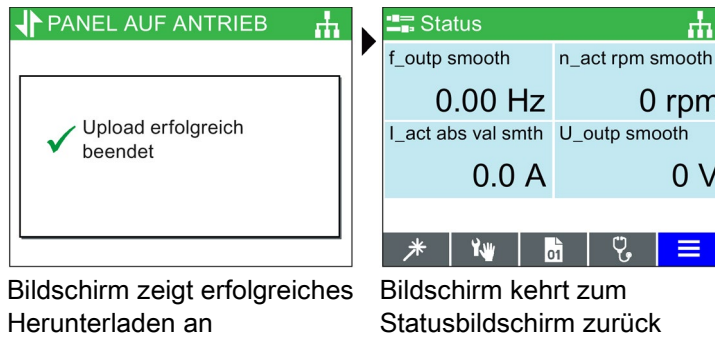 PANEL AUF ANTRIEB
Upload erfolgreich
beendet
Bildschirm zeigt erfolgreiches
Herunterladen an
Status
f_outp smooth
n_act rpm smooth
0.00 Hz
0 rpm
I_act abs val smth
U_outp smooth
0.0 A
0 V
01
Bildschirm kehrt zum
Statusbildschirm zurück